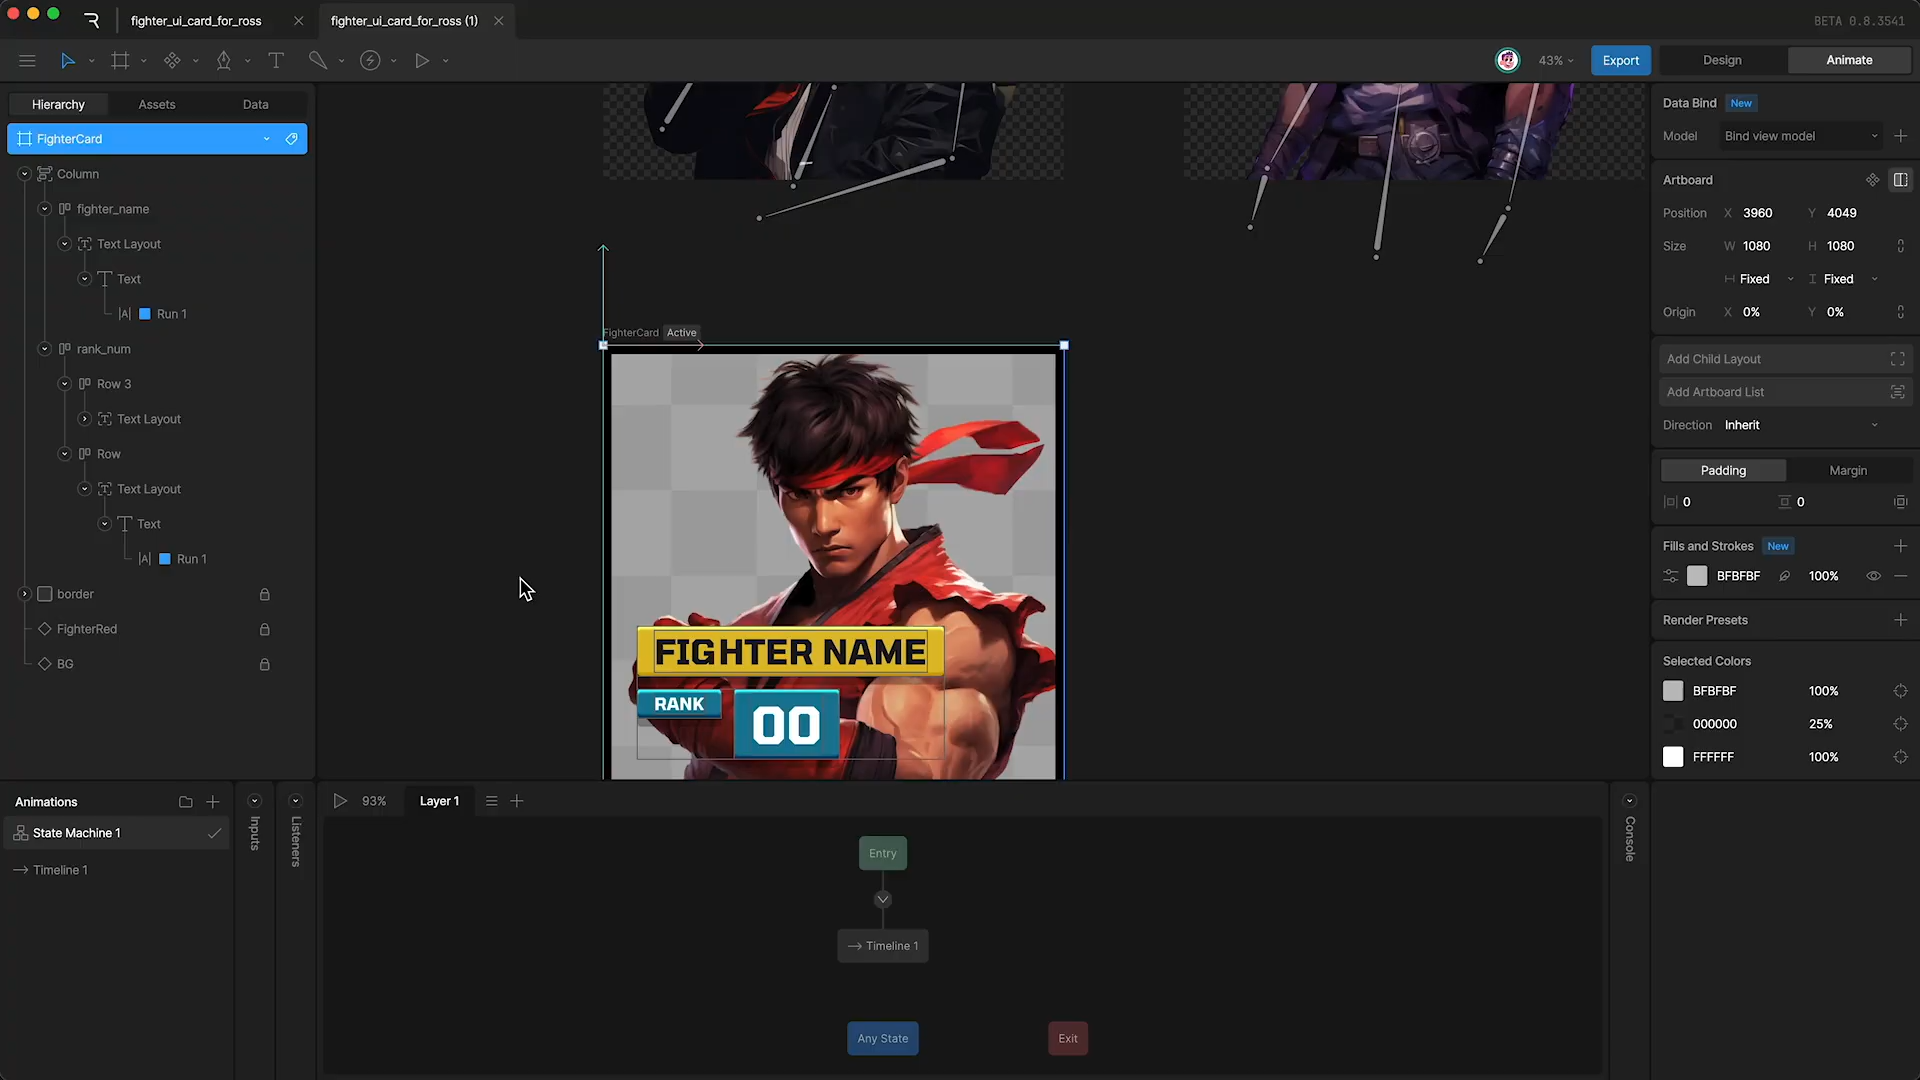 fighter_ui_card_for_ross
fighter_ui_card_for_ross (1)
BETA 0.8.3541
43%
Export
Design
Animate
Hierarchy
Assets
Data
FighterCard
Column
fighter_name
Text Layout
Text
Run 1
rank_num
Row 3
Text Layout
Row
Text Layout
Text
Run 1
border
FighterRed
BG
FighterCard
Active
FIGHTER NAME
RANK
00
Data Bind
New
Model
Bind view model
Artboard
Position
X
3960
Y
4049
Size
W
1080
H
1080
Fixed
Fixed
Origin
X
0%
Y
0%
Add Child Layout
Add Artboard List
Direction
Inherit
Padding
Margin
0
0
Fills and Strokes
New
BFBFBF
100%
Render Presets
Selected Colors
BFBFBF
100%
000000
25%
FFFFFF
100%
Animations
State Machine 1
Timeline 1
Inputs
Listeners
93%
Layer 1
Entry
Timeline 1
Any State
Exit
Console